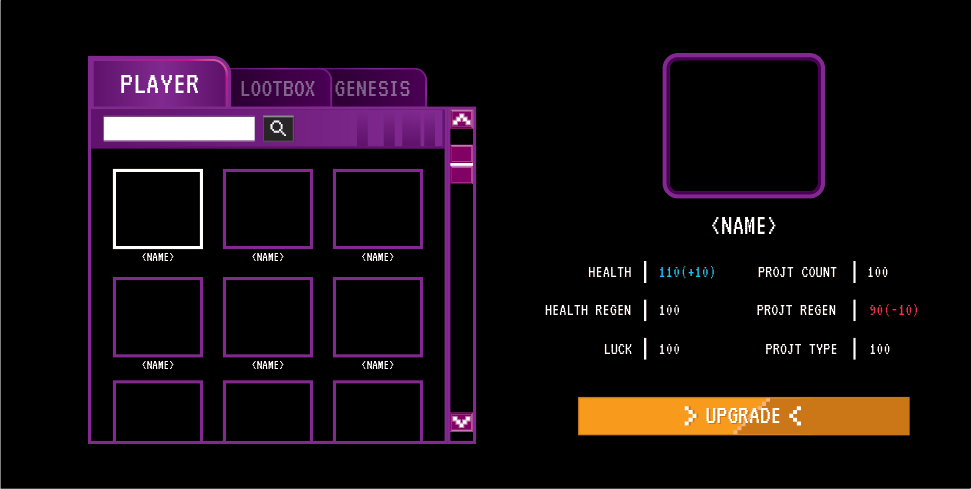 PLAYER
LOOTBOX
GENESIS
<NAME>
<NAME>
<NAME>
<NAME>
<NAME>
<NAME>
<NAME>
HEALTH 110(+10) PROJT COUNT 100
HEALTH REGEN 100 PROJT REGEN 90(-10)
LUCK 100 PROJT TYPE 100
UPGRADE